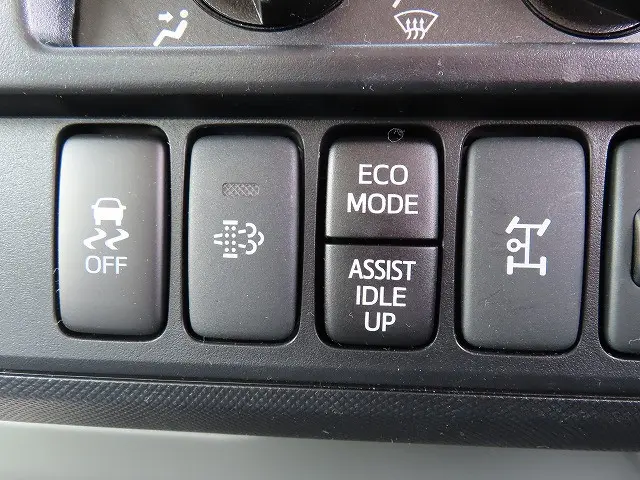 OFF
ECO
MODE
ASSIST
IDLE
UP